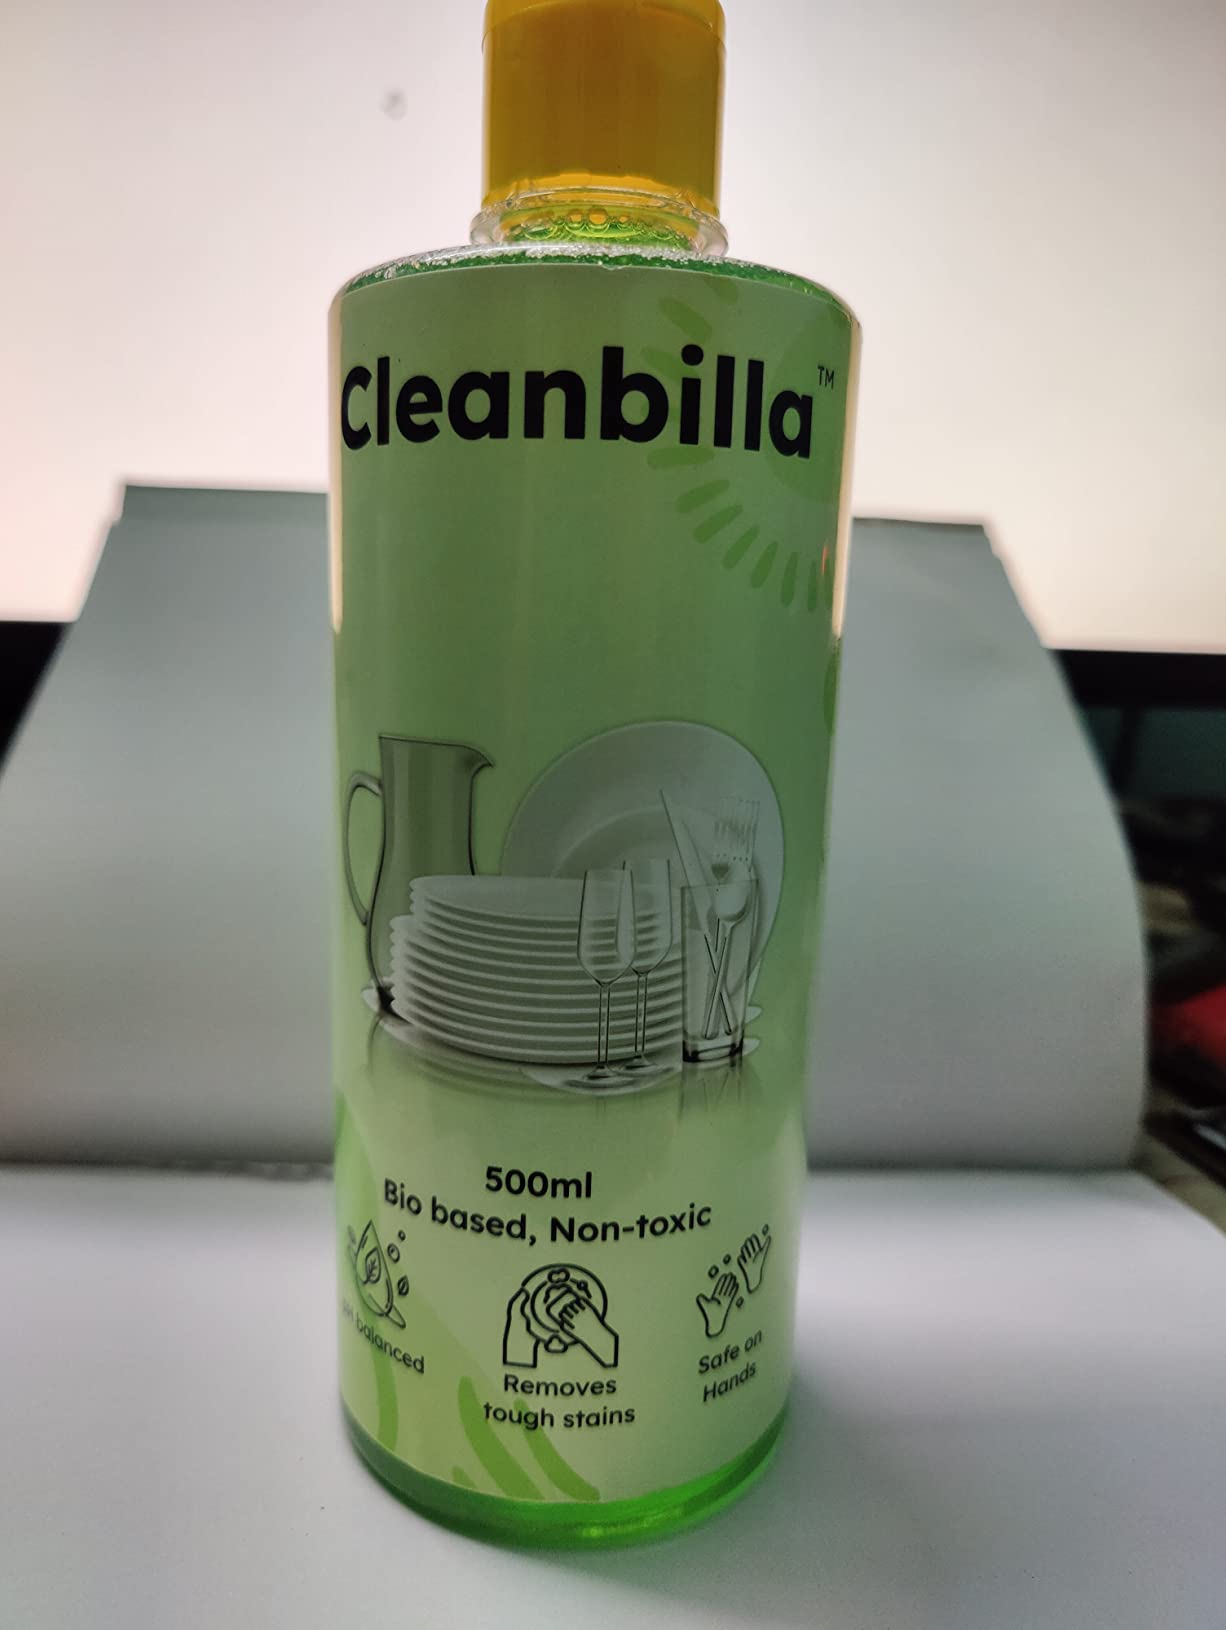 Cleanbilla™
500ml
Bio based, Non-toxic
pH balanced
Removes
tough stains
Safe on
Hands